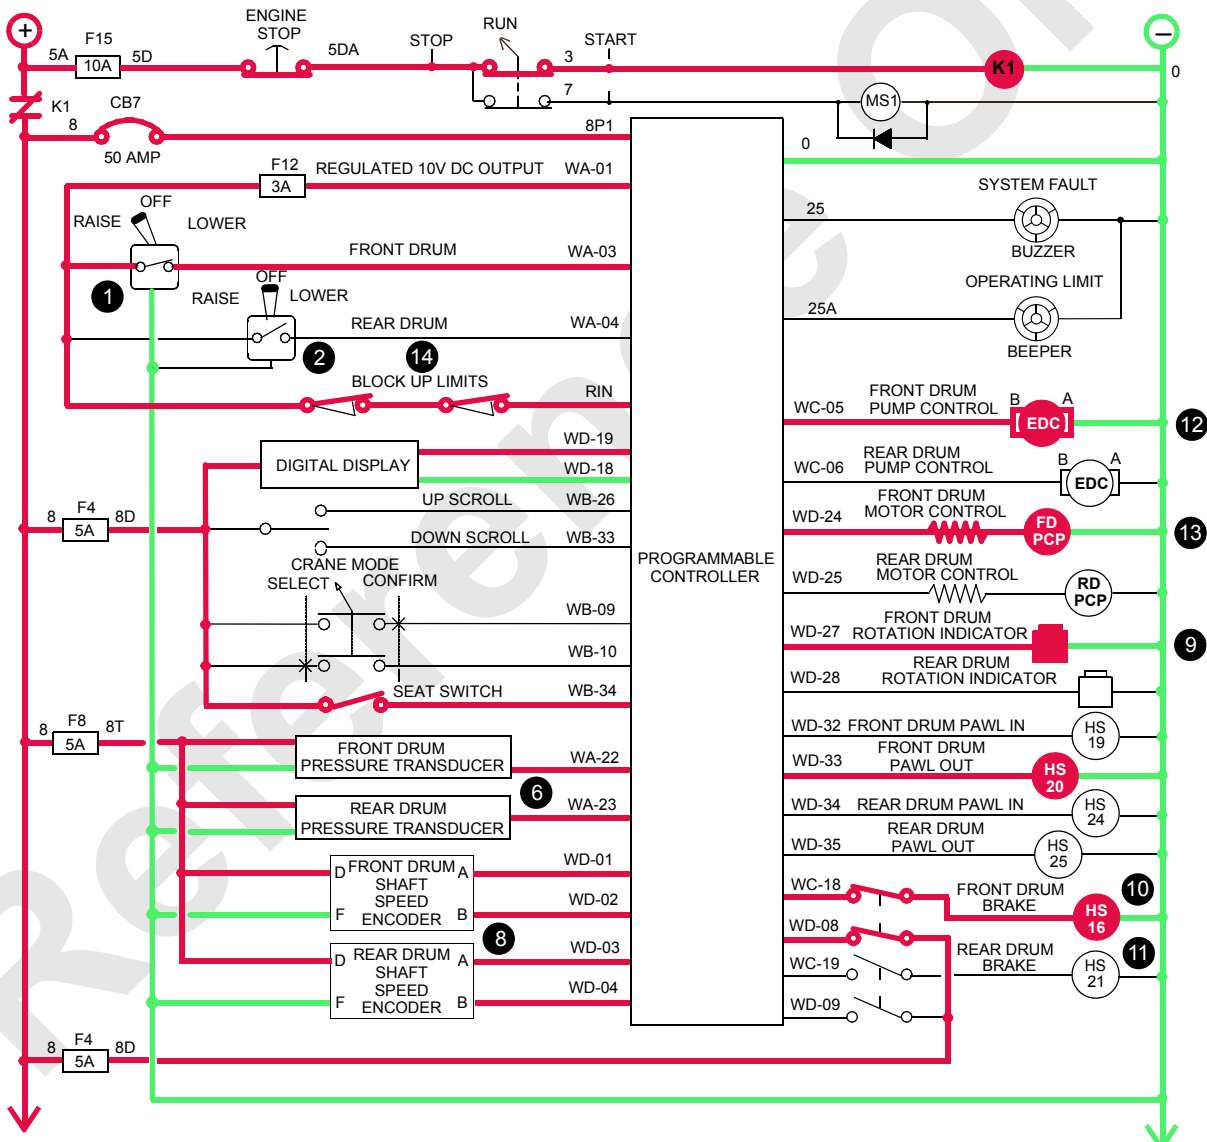 +
ENGINE
STOP
RUN
F15
5A 10A 5D
5DA
STOP
3 START
K1
−
0
K1
8 CB7
50 AMP
7
MS1
8P1
0
F12
3A
REGULATED 10V DC OUTPUT WA-01
OFF
RAISE LOWER
FRONT DRUM WA-03
1
OFF
RAISE LOWER
REAR DRUM WA-04
2
14
BLOCK UP LIMITS RIN
DIGITAL DISPLAY
WD-19
WD-18
UP SCROLL WB-26
F4
8 5A 8D
DOWN SCROLL WB-33
CRANE MODE
SELECT CONFIRM
WB-09
WB-10
SEAT SWITCH WB-34
F8
8 5A 8T
FRONT DRUM
PRESSURE TRANSDUCER
WA-22
6
REAR DRUM
PRESSURE TRANSDUCER
WA-23
D FRONT DRUM A
SHAFT
SPEED
F ENCODER B
WD-01
WD-02
8
D REAR DRUM A
SHAFT
SPEED
F ENCODER B
WD-03
WD-04
F4
8 5A 8D
PROGRAMMABLE
CONTROLLER
25
SYSTEM FAULT
BUZZER
OPERATING LIMIT
25A
BEEPER
WC-05
FRONT DRUM
PUMP CONTROL
B A
EDC
12
WC-06
REAR DRUM
PUMP CONTROL
B A
EDC
WD-24
FRONT DRUM
MOTOR CONTROL
FD
PCP
13
WD-25
REAR DRUM
MOTOR CONTROL
RD
PCP
WD-27
FRONT DRUM
ROTATION INDICATOR
9
WD-28
REAR DRUM
ROTATION INDICATOR
WD-32 FRONT DRUM PAWL IN
HS
19
WD-33
FRONT DRUM
PAWL OUT
HS
20
WD-34 REAR DRUM PAWL IN
HS
24
WD-35
REAR DRUM
PAWL OUT
HS
25
WC-18
FRONT DRUM
BRAKE
HS
16
10
WD-08
WC-19
REAR DRUM
BRAKE
HS
21
11
WD-09